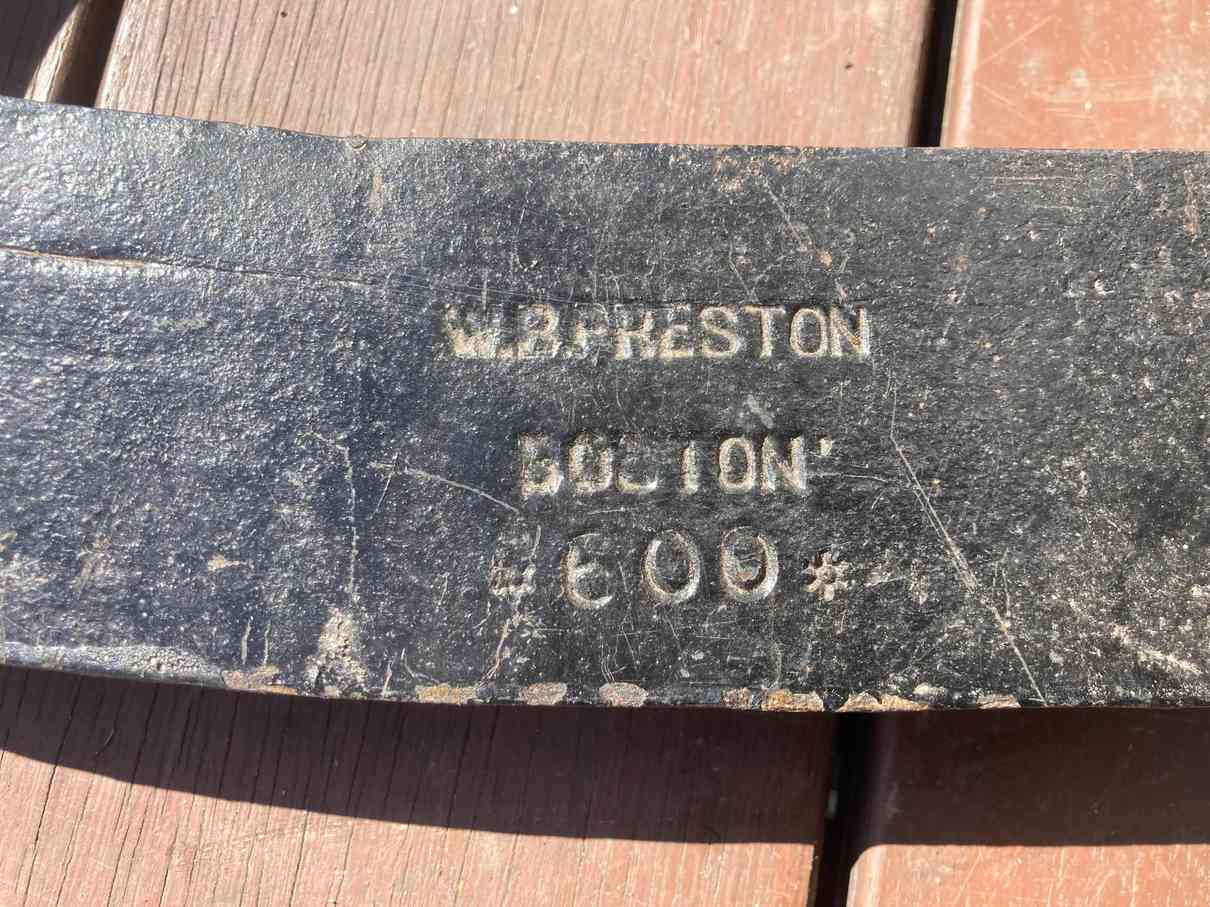 W.B.PRESTON
BOSTON'
* 600 *